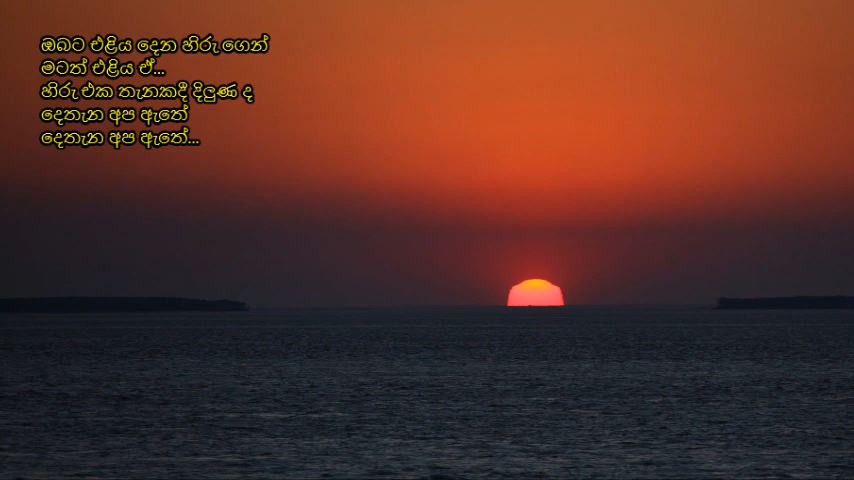 ඔබට එළිය දෙන හිරු ගෙන්
මටත් එළිය ඒ...
හිරු එක තැනකදී දිලුණ ද
දෙතැන අප ඇතේ
දෙතැන අප ඇතේ...